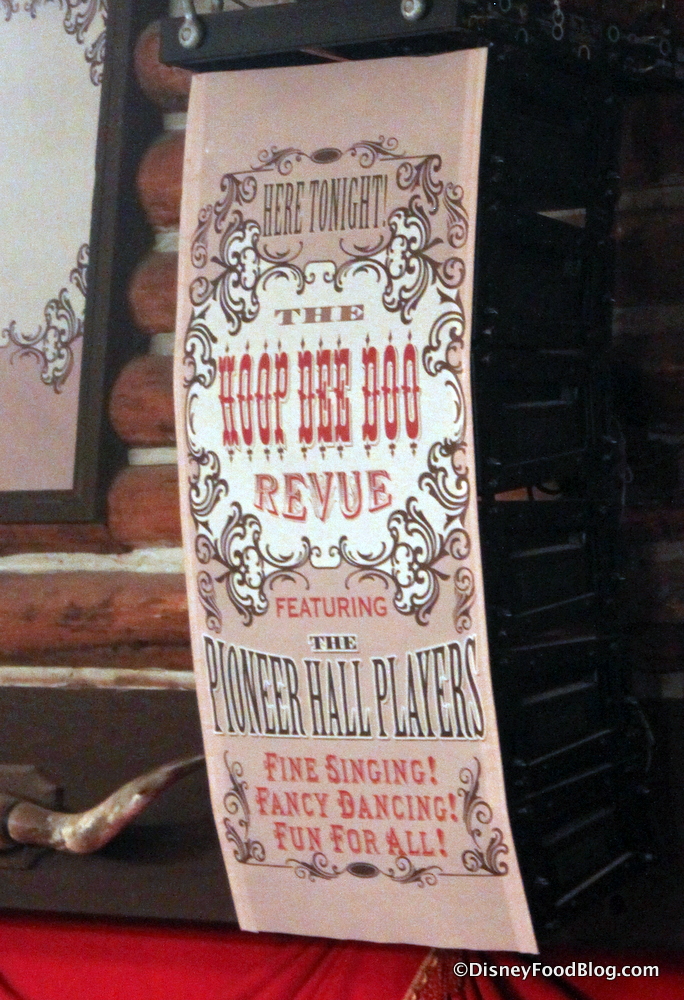 HERE TONIGHT!
THE
HOOP DEE DOO
REVUE
FEATURING
THE
PIONEER HALL PLAYERS
FINE SINGING!
FANCY DANCING!
FUN FOR ALL!
©DisneyFoodBlog.com